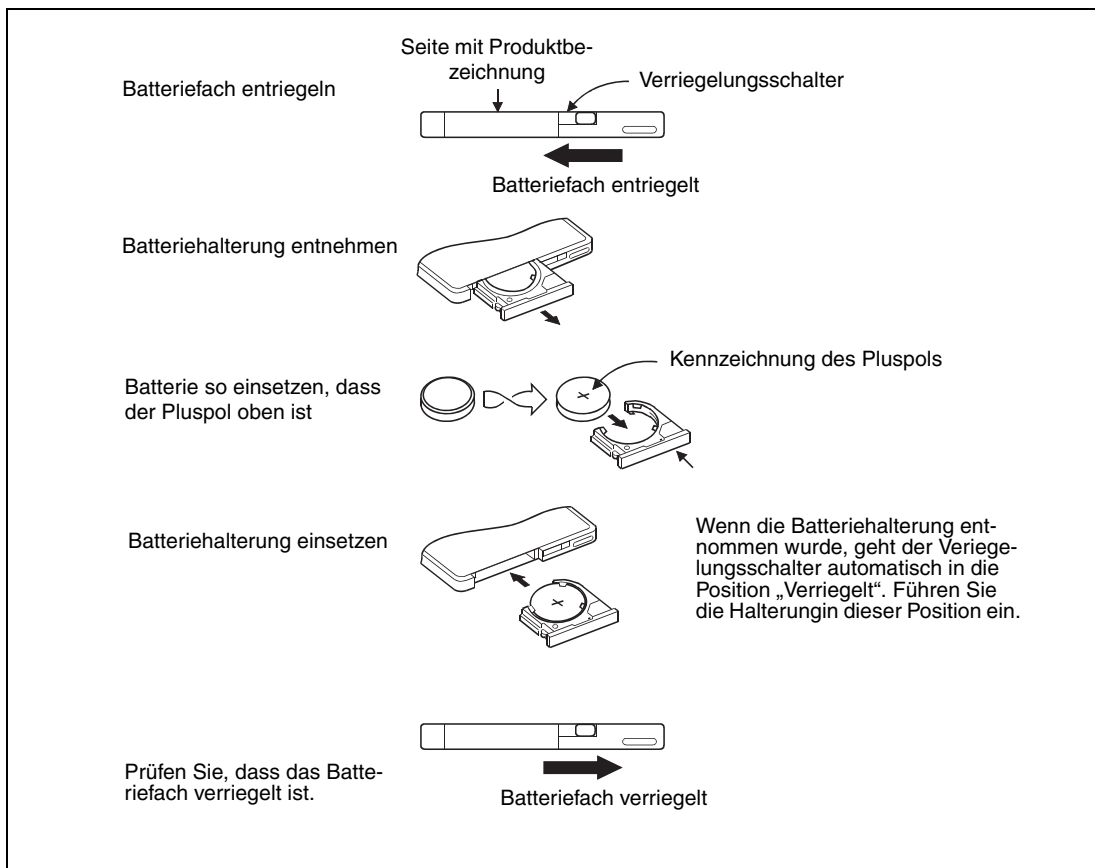 Seite mit Produktbe-
zeichnung
Batteriefach entriegeln
Verriegelungsschalter
Batteriefach entriegelt
Batteriehalterung entnehmen
Kennzeichnung des Pluspols
Batterie so einsetzen, dass
der Pluspol oben ist
+
Batteriehalterung einsetzen
Wenn die Batteriehalterung ent-
nommen wurde, geht der Veriege-
lungsschalter automatisch in die
Position „Verriegelt“. Führen Sie
die Halterungin dieser Position ein.
+
Prüfen Sie, dass das Batte-
riefach verriegelt ist.
Batteriefach verriegelt